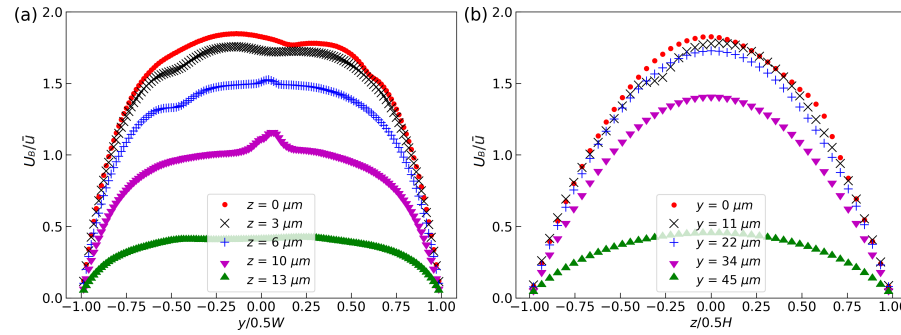 (a)
2.0
1.5
1.0
0.5
0.0
U_B/ū
z = 0 μm
z = 3 μm
z = 6 μm
z = 10 μm
z = 13 μm
−1.00 −0.75 −0.50 −0.25 0.00 0.25 0.50 0.75 1.00
y/0.5W
(b)
2.0
1.5
1.0
0.5
0.0
U_B/ū
y = 0 μm
y = 11 μm
y = 22 μm
y = 34 μm
y = 45 μm
−1.00 −0.75 −0.50 −0.25 0.00 0.25 0.50 0.75 1.00
z/0.5H